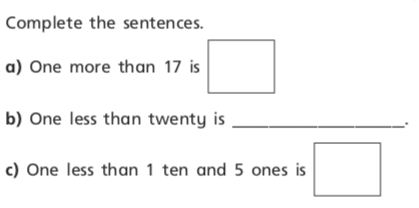 Complete the sentences.
a) One more than 17 is
b) One less than twenty is ____________________.
c) One less than 1 ten and 5 ones is